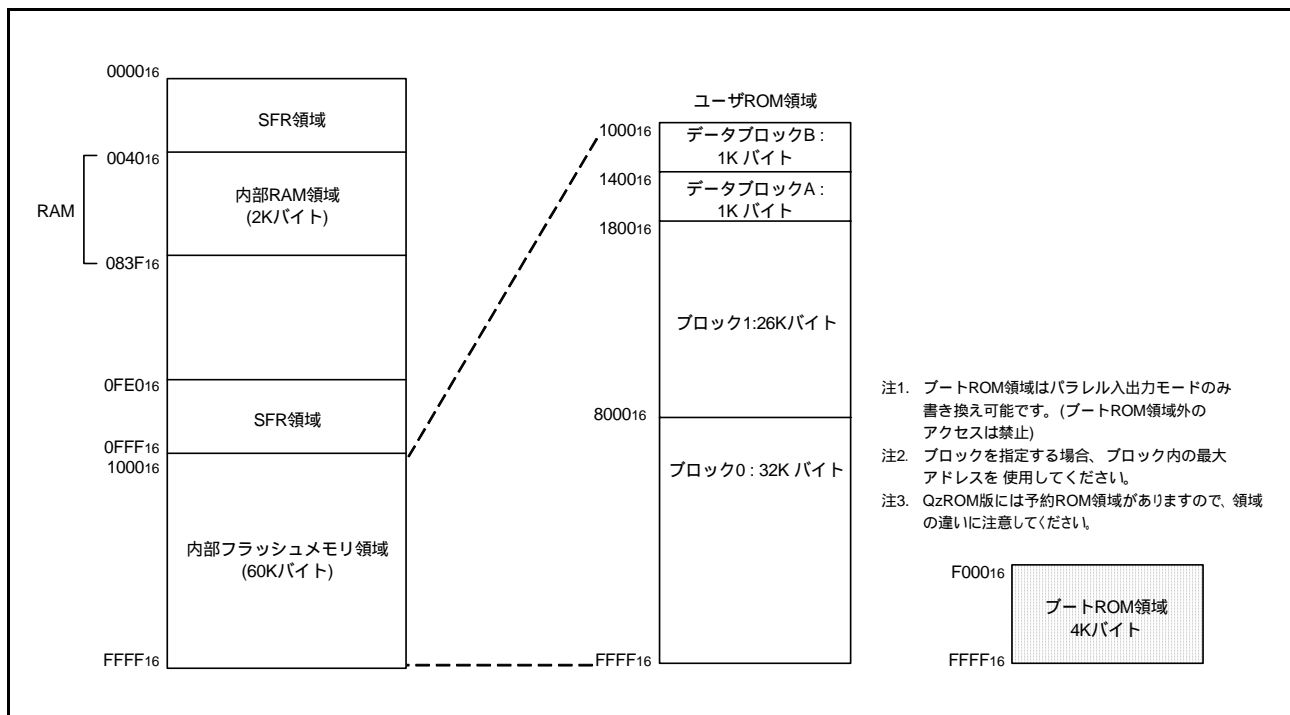 000016
SFR領域
004016
RAM
内部RAM領域
(2Kバイト)
083F16
0FE016
SFR領域
0FFF16
100016
内部フラッシュメモリ領域
(60Kバイト)
FFFF16
ユーザROM領域
100016
データブロックB :
1K バイト
140016
データブロックA :
1K バイト
180016
ブロック1:26Kバイト
800016
ブロック0 : 32K バイト
FFFF16
注1. ブートROM領域はパラレル入出力モードのみ
書き換え可能です。(ブートROM領域外の
アクセスは禁止)
注2. ブロックを指定する場合、ブロック内の最大
アドレスを 使用してください。
注3. QzROM版には予約ROM領域がありますので、領域
の違いに注意してください。
F00016
ブートROM領域
4Kバイト
FFFF16